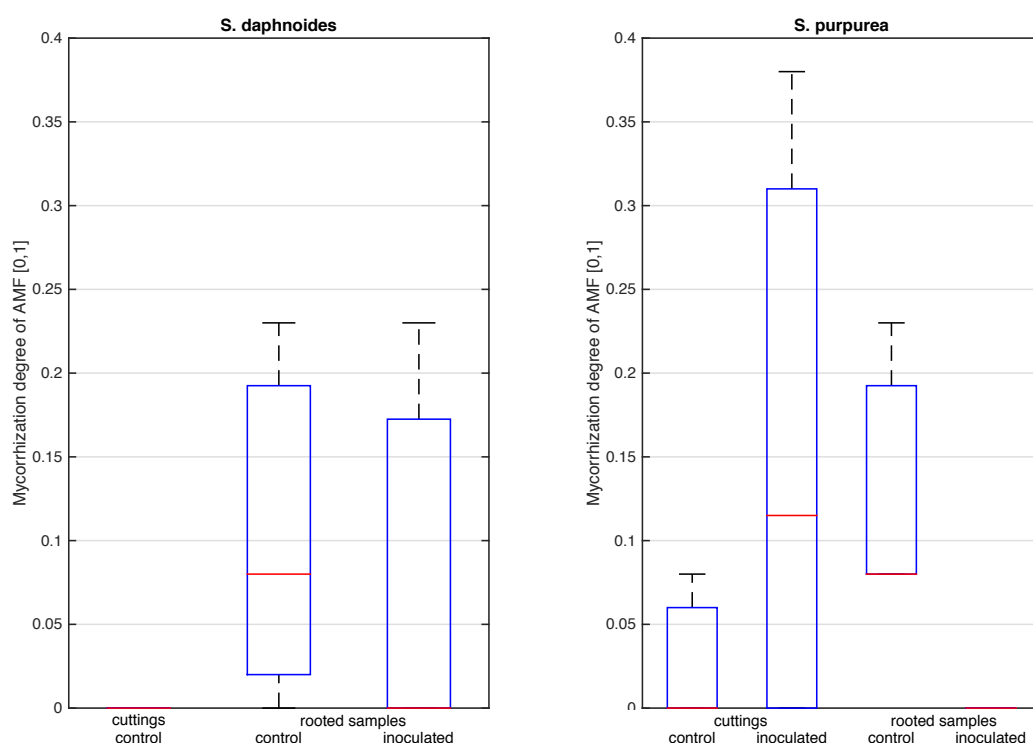 S. daphnoides
Mycorrhization degree of AMF [0,1]
0.4
0.35
0.3
0.25
0.2
0.15
0.1
0.05
0
cuttings rooted samples
control control inoculated
S. purpurea
Mycorrhization degree of AMF [0,1]
0.4
0.35
0.3
0.25
0.2
0.15
0.1
0.05
0
cuttings rooted samples
control inoculated control inoculated